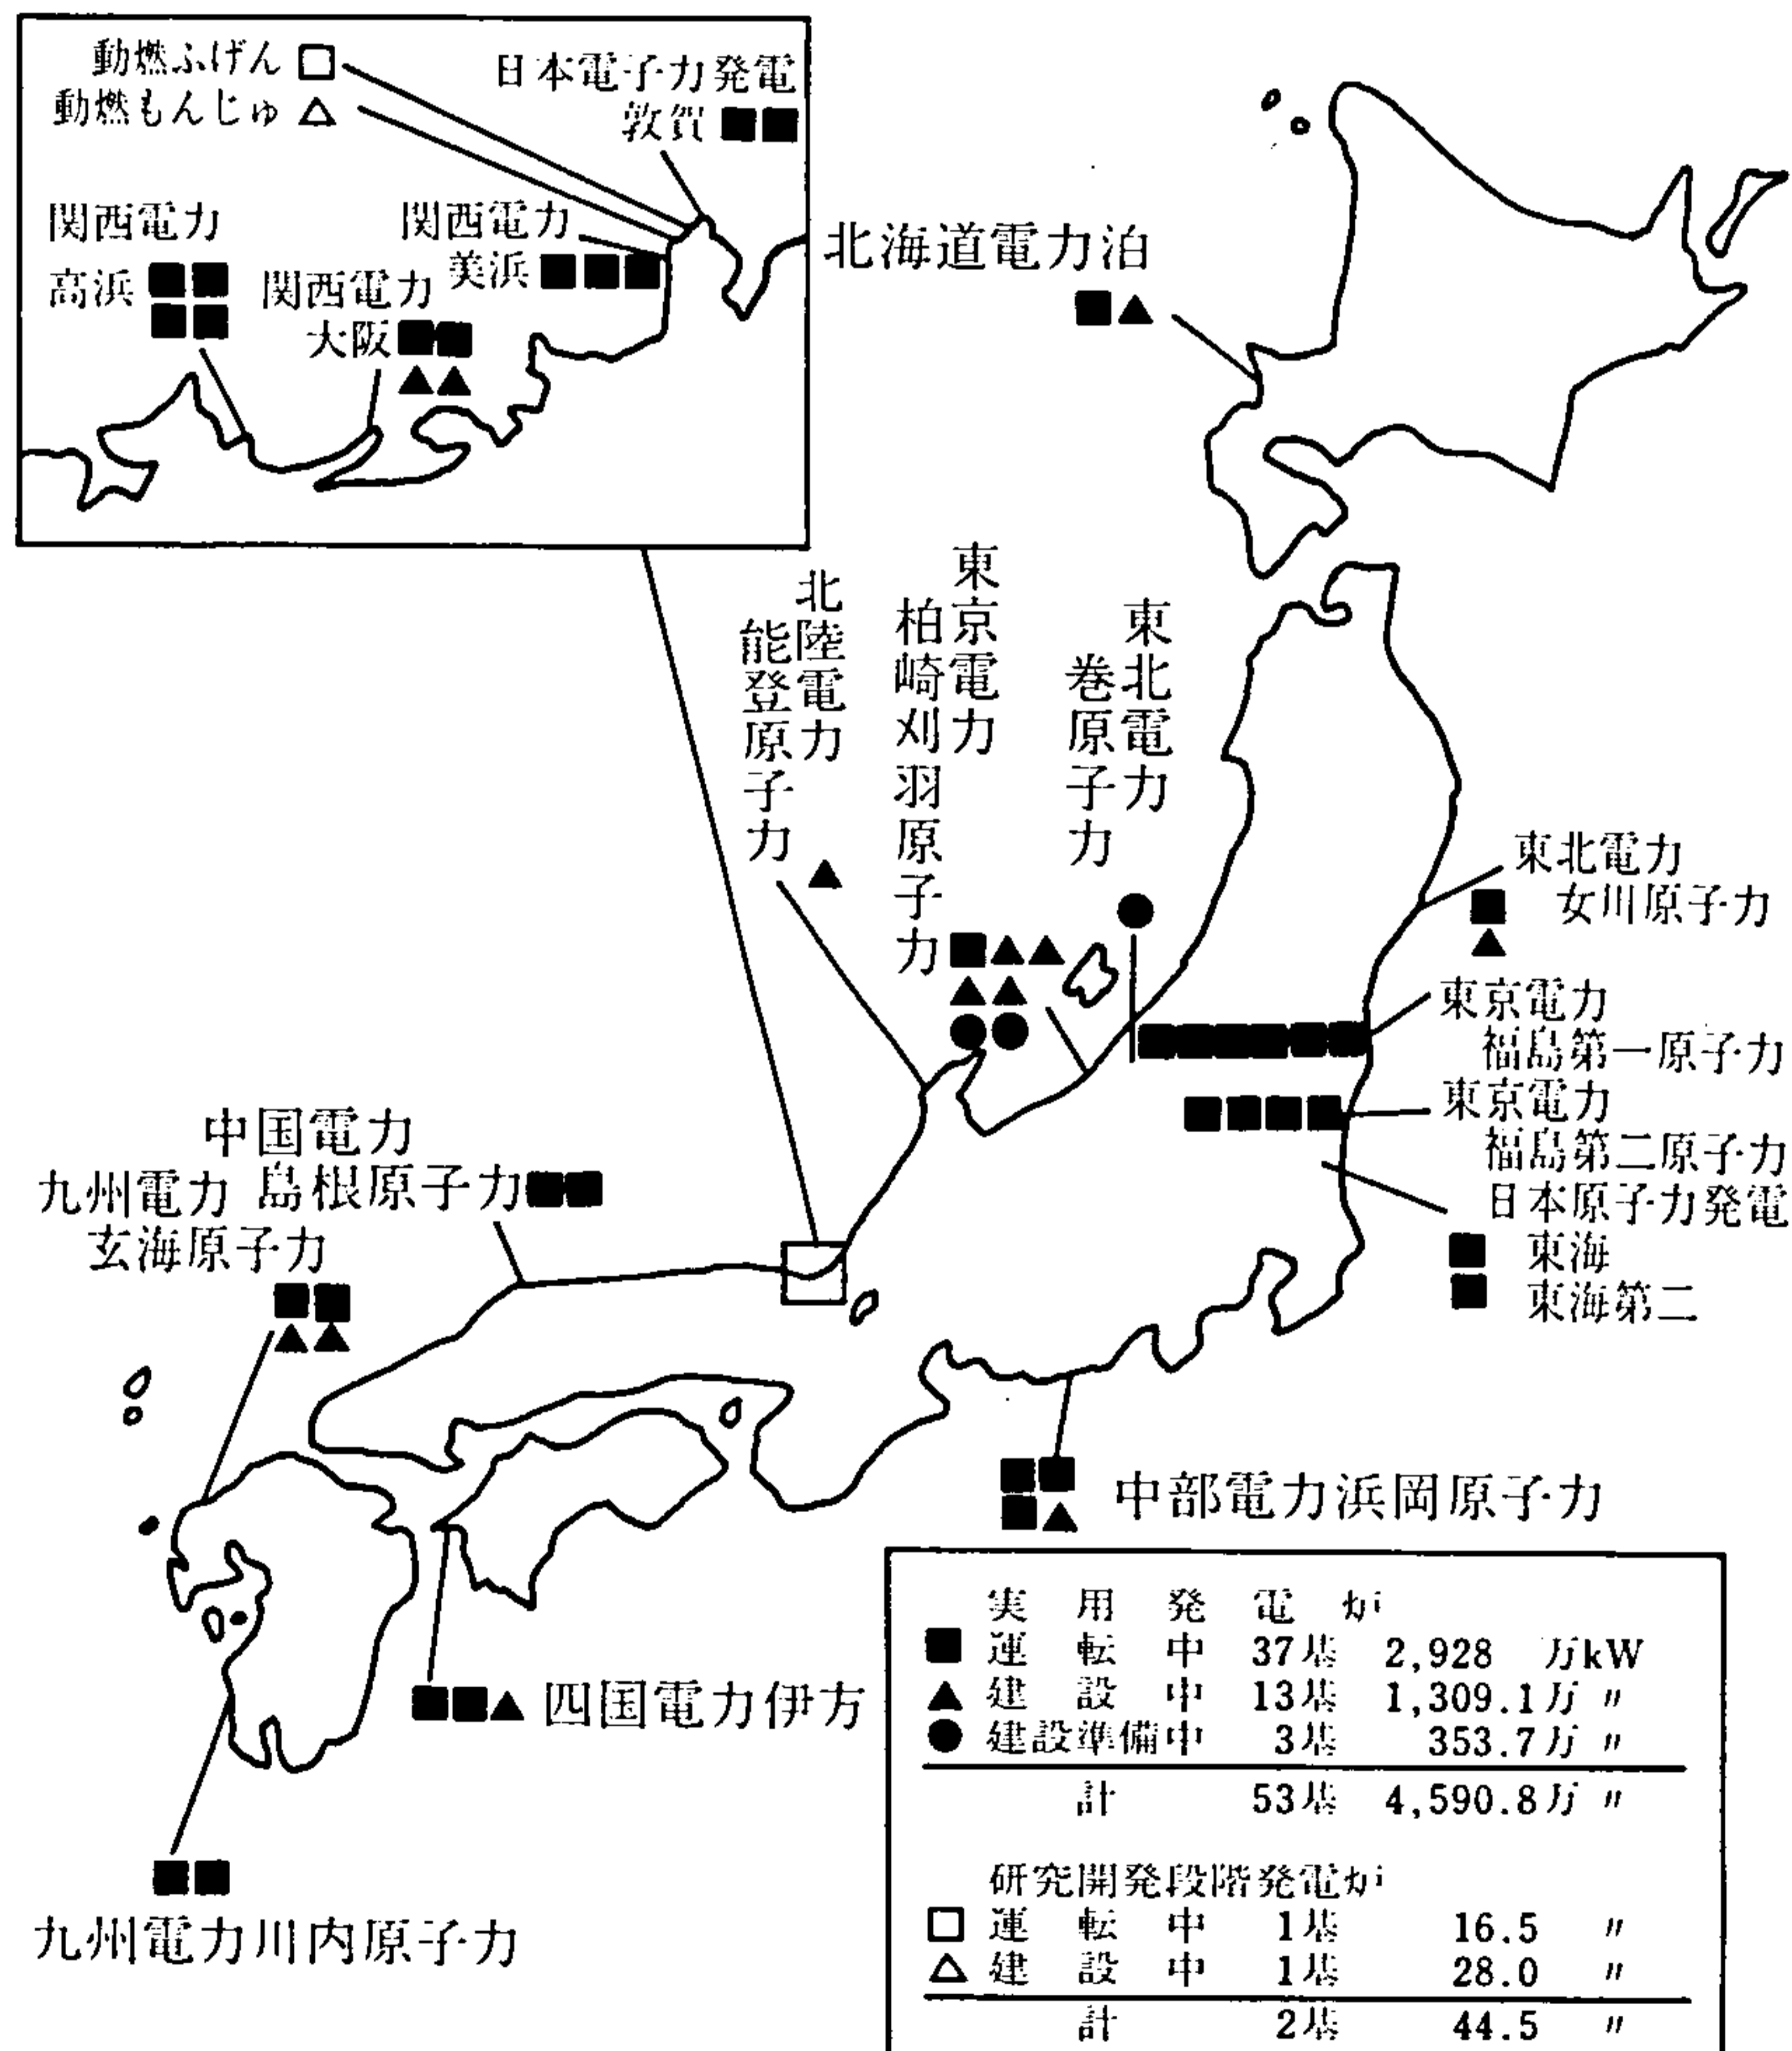 動燃ふげん □
動燃もんじゅ △
日本電子力発電
敦賀 ■■
関西電力
高浜 ■■
■■
関西電力
大阪 ■■
▲▲
関西電力
美浜 ■■■
北海道電力泊
■▲
北陸電力
能登原子力
▲
東京電力
柏崎刈羽原子力
■▲▲
▲▲
●●
東北電力
巻原子力
●
東北電力
■ 女川原子力
▲
東京電力
福島第一原子力
■■■■■■
東京電力
福島第二原子力
■■■■
日本原子力発電
■ 東海
■ 東海第二
中国電力
島根原子力■■
九州電力
玄海原子力
■■
▲▲
■■
■▲
中部電力浜岡原子力
■■▲ 四国電力伊方
■■
九州電力川内原子力
実用発電炉
■ 運転中 37基 2,928 万kW
▲ 建設中 13基 1,309.1万 〃
● 建設準備中 3基 353.7万 〃
計 53基 4,590.8万 〃
研究開発段階発電炉
□ 運転中 1基 16.5 〃
△ 建設中 1基 28.0 〃
計 2基 44.5 〃